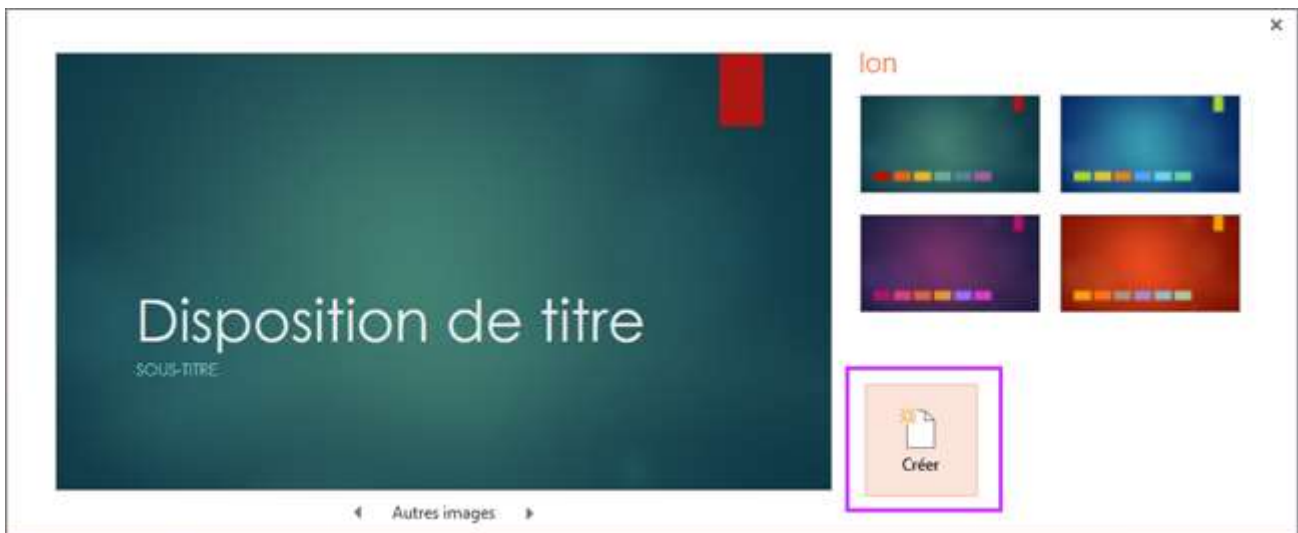 Ion
Disposition de titre
SOUS-TITRE
Créer
Autres images